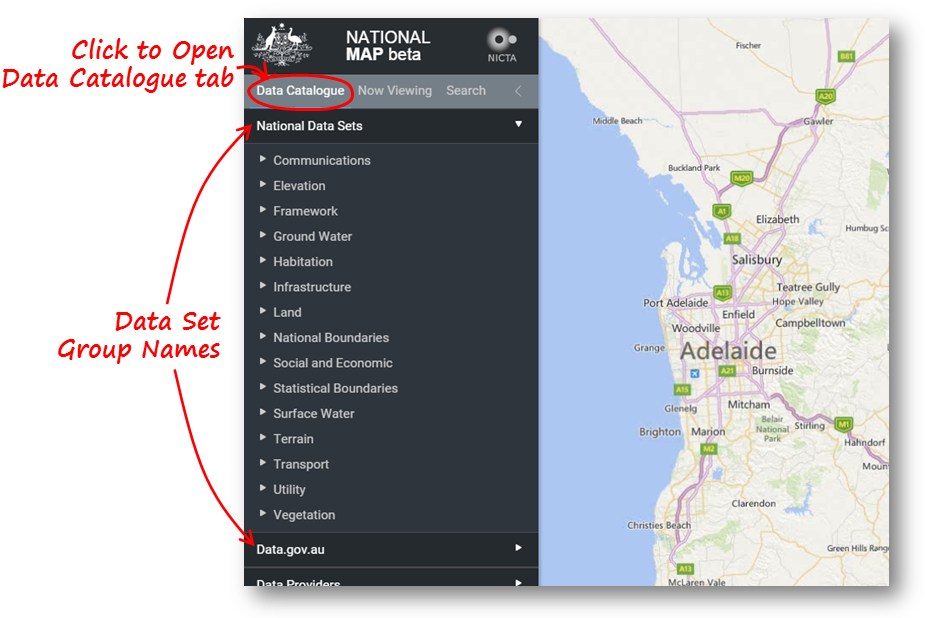 Click to Open
Data Catalogue tab
NATIONAL
MAP beta
NICTA
Data Catalogue Now Viewing Search
National Data Sets
Communications
Elevation
Framework
Ground Water
Habitation
Infrastructure
Land
National Boundaries
Social and Economic
Statistical Boundaries
Surface Water
Terrain
Transport
Utility
Vegetation
Data.gov.au
Data Providers
Data Set
Group Names
Fischer
B81
A20
Gawler
Middle Beach
Buckland Park
M20
A1
Elizabeth
Humbug Sc
A18
Salisbury
Teatree Gully
A13
Hope Valley
Port Adelaide
Enfield
Campbelltown
Woodville
Grange
Adelaide
A21
Burnside
A15
Glenelg
Mitcham
Belair
National
Park
Stirling
M1
Brighton
Marion
Hahndorf
M2
Moun
Clarendon
Christies Beach
Green Hills Rang
A13
McLaren Vale